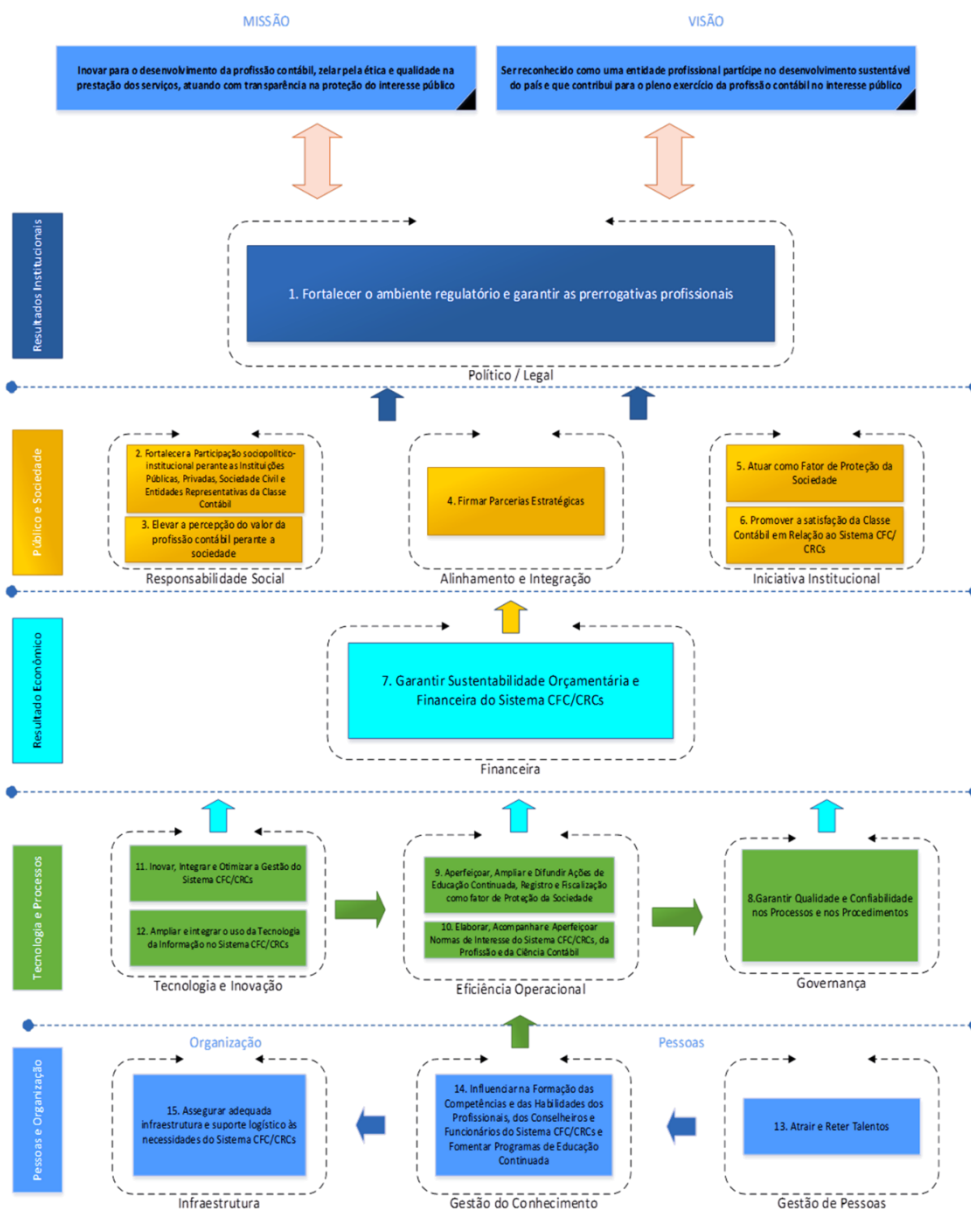 MISSÃO
VISÃO
Inovar para o desenvolvimento da profissão contábil, zelar pela ética e qualidade na
prestação dos serviços, atuando com transparência na proteção do interesse público
Ser reconhecido como uma entidade profissional partícipe no desenvolvimento sustentável
do país e que contribui para o pleno exercício da profissão contábil no interesse público
Resultados Institucionais
1. Fortalecer o ambiente regulatório e garantir as prerrogativas profissionais
Político / Legal
Público e Sociedade
2. Fortalecer a Participação sociopolítico-
institucional perante as Instituições
Públicas, Privadas, Sociedade Civil e
Entidades Representativas da Classe
Contábil
3. Elevar a percepção do valor da
profissão contábil perante a
sociedade
Responsabilidade Social
4. Firmar Parcerias Estratégicas
Alinhamento e Integração
5. Atuar como Fator de Proteção da
Sociedade
6. Promover a satisfação da Classe
Contábil em Relação ao Sistema CFC/
CRCs
Iniciativa Institucional
Resultado Econômico
7. Garantir Sustentabilidade Orçamentária e
Financeira do Sistema CFC/CRCs
Financeira
Tecnologia e Processos
11. Inovar, Integrar e Otimizar a Gestão do
Sistema CFC/CRCs
12. Ampliar e integrar o uso da Tecnologia
da Informação no Sistema CFC/CRCs
Tecnologia e Inovação
9. Aperfeiçoar, Ampliar e Difundir Ações de
Educação Continuada, Registro e Fiscalização
como fator de Proteção da Sociedade
10. Elaborar, Acompanhar e Aperfeiçoar
Normas de Interesse do Sistema CFC/CRCs, da
Profissão e da Ciência Contábil
Eficiência Operacional
8.Garantir Qualidade e Confiabilidade
nos Processos e nos Procedimentos
Governança
Pessoas e Organização
Organização
Pessoas
15. Assegurar adequada
infraestrutura e suporte logístico às
necessidades do Sistema CFC/CRCs
Infraestrutura
14. Influenciar na Formação das
Competências e das Habilidades dos
Profissionais, dos Conselheiros e
Funcionários do Sistema CFC/CRCs e
Fomentar Programas de Educação
Continuada
Gestão do Conhecimento
13. Atrair e Reter Talentos
Gestão de Pessoas